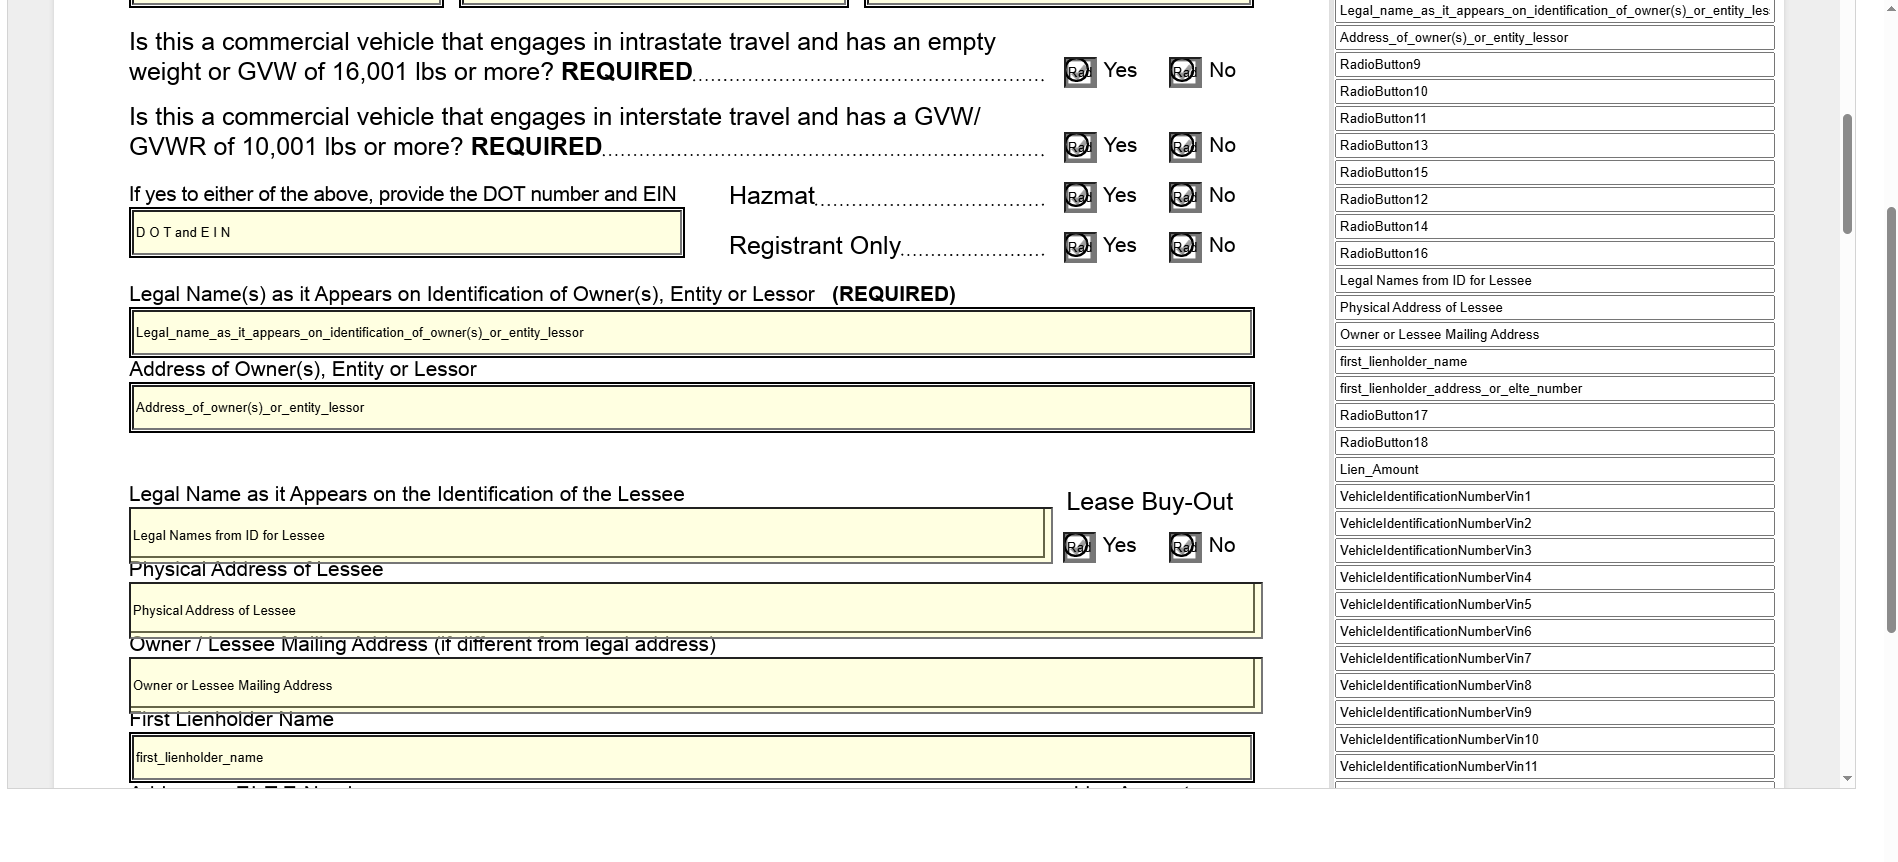 Is this a commercial vehicle that engages in intrastate travel and has an empty
weight or GVW of 16,001 lbs or more? REQUIRED Rad Yes Rad No
Is this a commercial vehicle that engages in interstate travel and has a GVW/
GVWR of 10,001 lbs or more? REQUIRED Rad Yes Rad No
If yes to either of the above, provide the DOT number and EIN
D O T and E I N
Hazmat Rad Yes Rad No
Registrant Only Rad Yes Rad No
Legal Name(s) as it Appears on Identification of Owner(s), Entity or Lessor (REQUIRED)
Legal_name_as_it_appears_on_identification_of_owner(s)_or_entity_lessor
Address of Owner(s), Entity or Lessor
Address_of_owner(s)_or_entity_lessor
Legal Name as it Appears on the Identification of the Lessee
Legal Names from ID for Lessee
Lease Buy-Out
Rad Yes Rad No
Physical Address of Lessee
Physical Address of Lessee
Owner / Lessee Mailing Address (if different from legal address)
Owner or Lessee Mailing Address
First Lienholder Name
first_lienholder_name
Legal_name_as_it_appears_on_identification_of_owner(s)_or_entity_les
Address_of_owner(s)_or_entity_lessor
RadioButton9
RadioButton10
RadioButton11
RadioButton13
RadioButton15
RadioButton12
RadioButton14
RadioButton16
Legal Names from ID for Lessee
Physical Address of Lessee
Owner or Lessee Mailing Address
first_lienholder_name
first_lienholder_address_or_elte_number
RadioButton17
RadioButton18
Lien_Amount
VehicleIdentificationNumberVin1
VehicleIdentificationNumberVin2
VehicleIdentificationNumberVin3
VehicleIdentificationNumberVin4
VehicleIdentificationNumberVin5
VehicleIdentificationNumberVin6
VehicleIdentificationNumberVin7
VehicleIdentificationNumberVin8
VehicleIdentificationNumberVin9
VehicleIdentificationNumberVin10
VehicleIdentificationNumberVin11